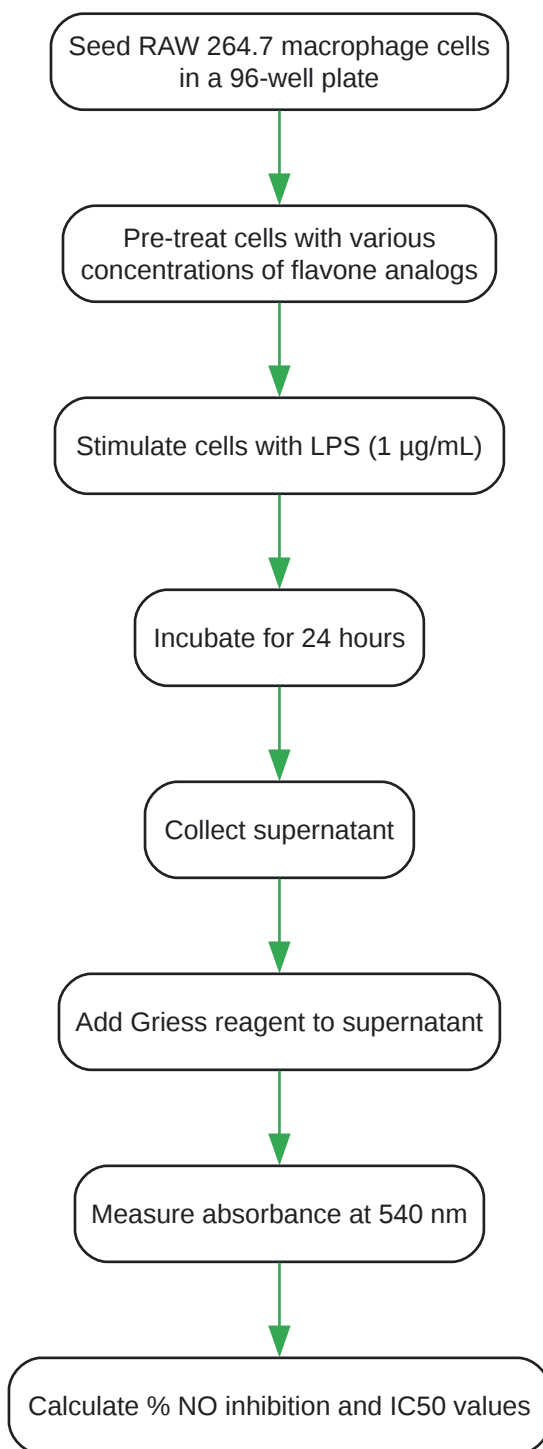 Seed RAW 264.7 macrophage cells
in a 96-well plate
Pre-treat cells with various
concentrations of flavone analogs
Stimulate cells with LPS (1 µg/mL)
Incubate for 24 hours
Collect supernatant
Add Griess reagent to supernatant
Measure absorbance at 540 nm
Calculate % NO inhibition and IC50 values